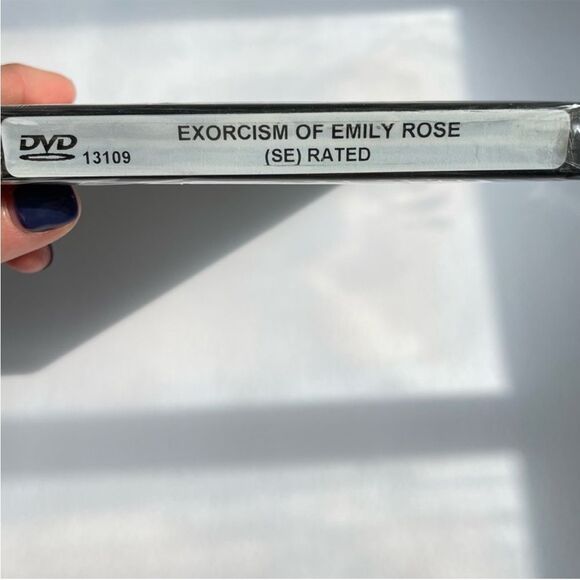 EXORCISM OF EMILY ROSE
DVD 13109
(SE) RATED